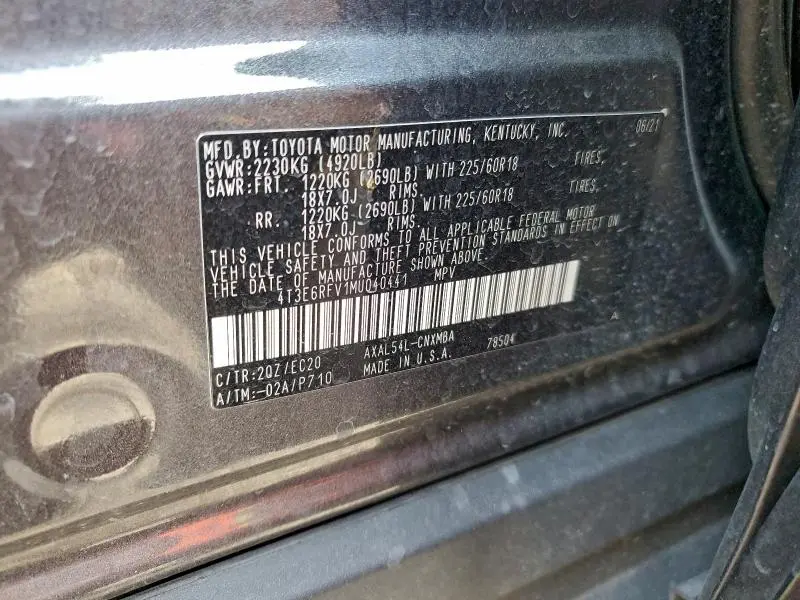 MFD.BY:TOYOTA MOTOR MANUFACTURING, KENTUCKY, INC. 06/21
GVWR:2230KG (4920LB)
GAWR:FRT. 1220KG (2690LB) WITH 225/60R18 TIRES,
18X7.0J RIMS.
RR. 1220KG (2690LB) WITH 225/60R18 TIRES,
18X7.0J RIMS.
THIS VEHICLE CONFORMS TO ALL APPLICABLE FEDERAL MOTOR
VEHICLE SAFETY AND THEFT PREVENTION STANDARDS IN EFFECT ON
THE DATE OF MANUFACTURE SHOWN ABOVE.
4T3E6RFV1MU040441 MPV
C/TR:2QZ/EC20 AXAL54L-CNXMBA 78504 A
A/TM:-02A/P710 MADE IN U.S.A.